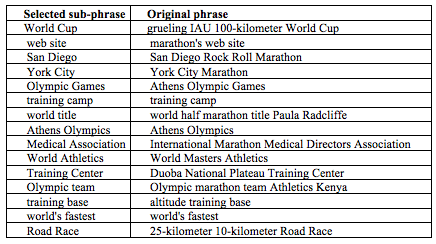 Selected sub-phrase Original phrase
World Cup grueling IAU 100-kilometer World Cup
web site marathon's web site
San Diego San Diego Rock Roll Marathon
York City York City Marathon
Olympic Games Athens Olympic Games
training camp training camp
world title world half marathon title Paula Radcliffe
Athens Olympics Athens Olympics
Medical Association International Marathon Medical Directors Association
World Athletics World Masters Athletics
Training Center Duoba National Plateau Training Center
Olympic team Olympic marathon team Athletics Kenya
training base altitude training base
world's fastest world's fastest
Road Race 25-kilometer 10-kilometer Road Race